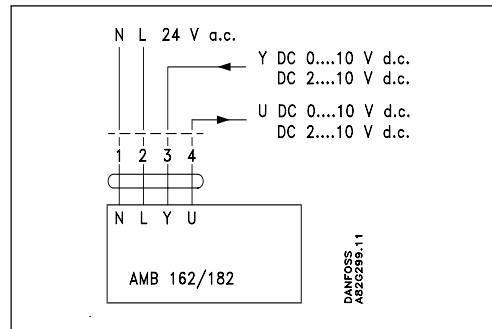 N L 24 V a.c.
Y DC 0....10 V d.c.
DC 2....10 V d.c.
U DC 0....10 V d.c.
DC 2....10 V d.c.
1 2 3 4
N L Y U
AMB 162/182
DANFOSS
A82G299.11